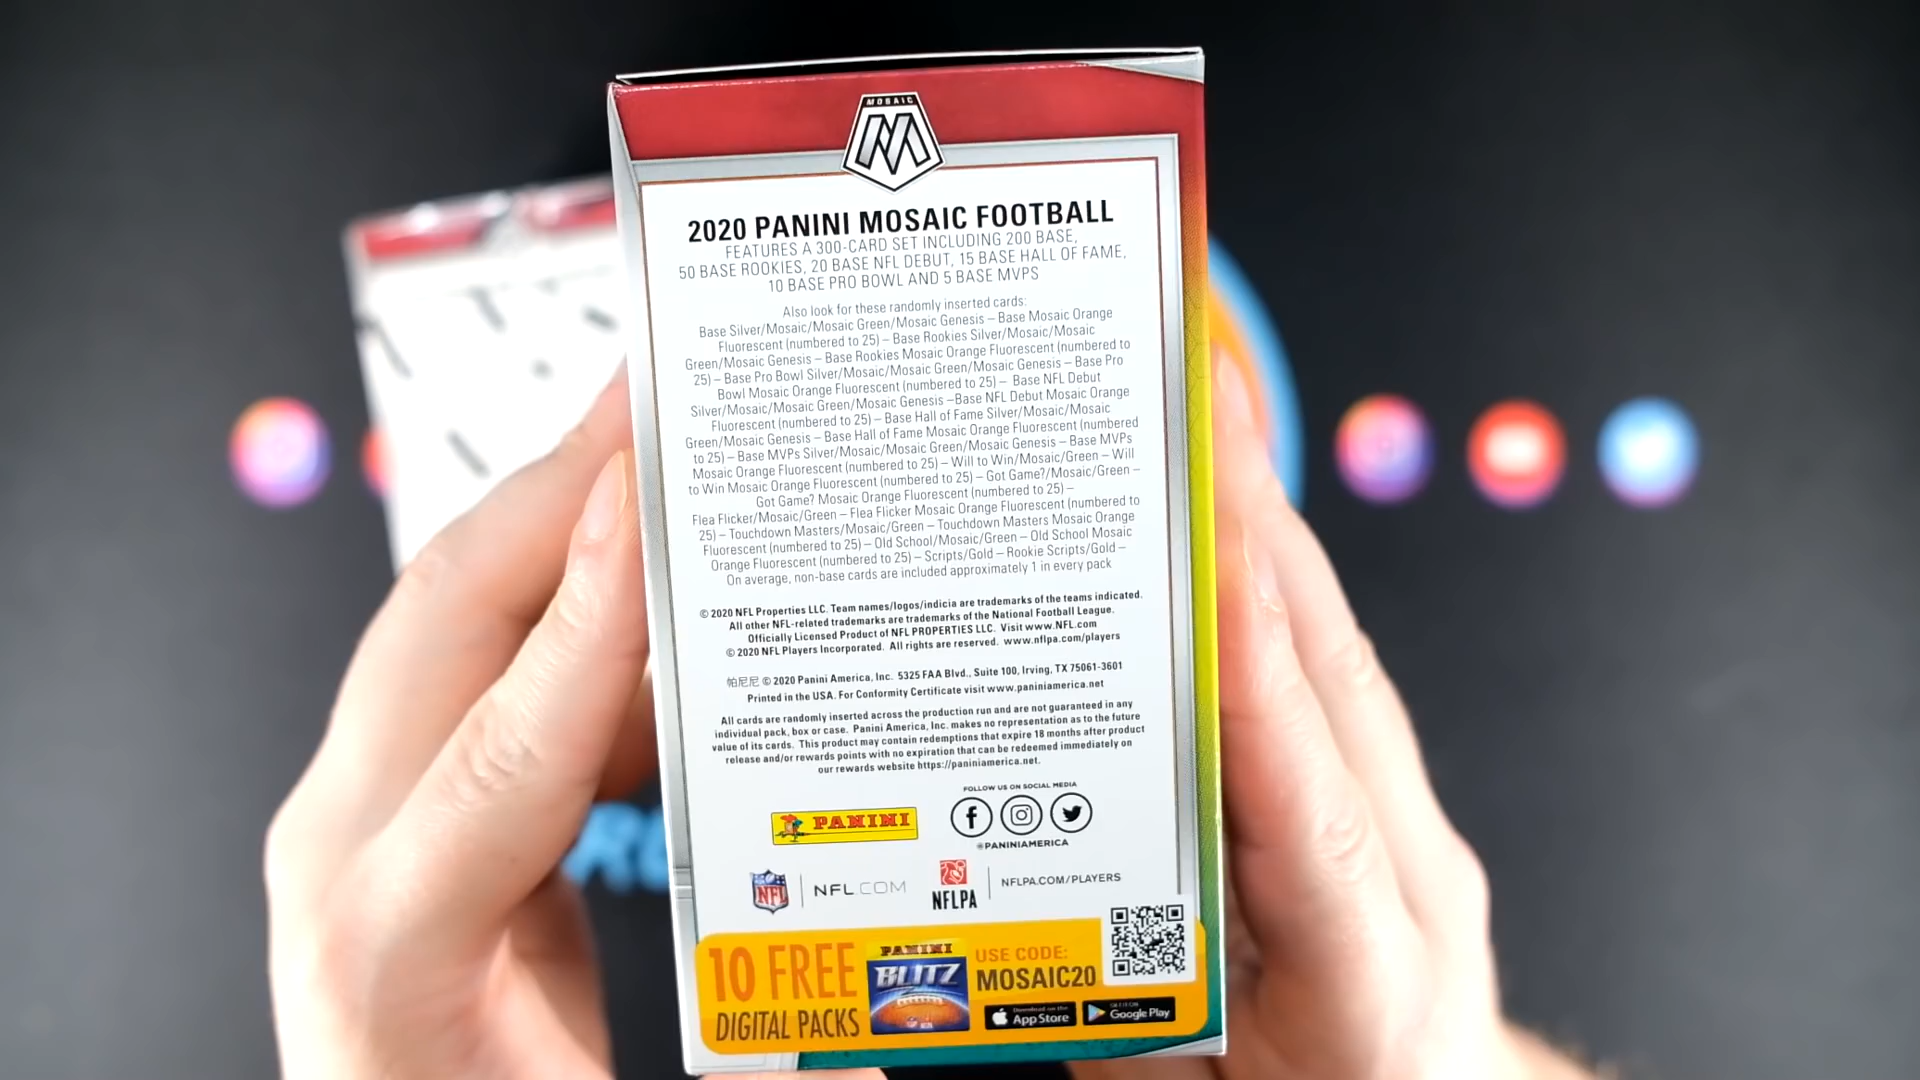 MOSAIC
2020 PANINI MOSAIC FOOTBALL
FEATURES A 300-CARD SET INCLUDING 200 BASE,
50 BASE ROOKIES, 20 BASE NFL DEBUT, 15 BASE HALL OF FAME,
10 BASE PRO BOWL AND 5 BASE MVPS
Also look for these randomly inserted cards:
Base Silver/Mosaic/Mosaic Green/Mosaic Genesis – Base Mosaic Orange
Fluorescent (numbered to 25) – Base Rookies Silver/Mosaic/Mosaic
Green/Mosaic Genesis – Base Rookies Mosaic Orange Fluorescent (numbered to
25) – Base Pro Bowl Silver/Mosaic/Mosaic Green/Mosaic Genesis – Base Pro
Bowl Mosaic Orange Fluorescent (numbered to 25) – Base NFL Debut
Silver/Mosaic/Mosaic Green/Mosaic Genesis –Base NFL Debut Mosaic Orange
Fluorescent (numbered to 25) – Base Hall of Fame Silver/Mosaic/Mosaic
Green/Mosaic Genesis – Base Hall of Fame Mosaic Orange Fluorescent (numbered
to 25) – Base MVPs Silver/Mosaic/Mosaic Green/Mosaic Genesis – Base MVPs
Mosaic Orange Fluorescent (numbered to 25) – Will to Win/Mosaic/Green – Will
to Win Mosaic Orange Fluorescent (numbered to 25) – Got Game?/Mosaic/Green –
Got Game? Mosaic Orange Fluorescent (numbered to 25) –
Flea Flicker/Mosaic/Green – Flea Flicker Mosaic Orange Fluorescent (numbered to
25) – Touchdown Masters/Mosaic/Green – Touchdown Masters Mosaic Orange
Fluorescent (numbered to 25) – Old School/Mosaic/Green – Old School Mosaic
Orange Fluorescent (numbered to 25) – Scripts/Gold – Rookie Scripts/Gold –
On average, non-base cards are included approximately 1 in every pack
© 2020 NFL Properties LLC. Team names/logos/indicia are trademarks of the teams indicated.
All other NFL-related trademarks are trademarks of the National Football League.
Officially Licensed Product of NFL PROPERTIES LLC. Visit www.NFL.com
© 2020 NFL Players Incorporated. All rights are reserved. www.nflpa.com/players
帕尼尼 © 2020 Panini America, Inc. 5325 FAA Blvd., Suite 100, Irving, TX 75061-3601
Printed in the USA. For Conformity Certificate visit www.paniniamerica.net
All cards are randomly inserted across the production run and are not guaranteed in any
individual pack, box or case. Panini America, Inc. makes no representation as to the future
value of its cards. This product may contain redemptions that expire 18 months after product
release and/or rewards points with no expiration that can be redeemed immediately on
our rewards website https://paniniamerica.net.
FOLLOW US ON SOCIAL MEDIA
PANINI
@PANINIAMERICA
NFL
NFL.COM
NFLPA
NFLPA.COM/PLAYERS
10 FREE
DIGITAL PACKS
PANINI
BLITZ
USE CODE:
MOSAIC20
Download on the
App Store
GET IT ON
Google Play